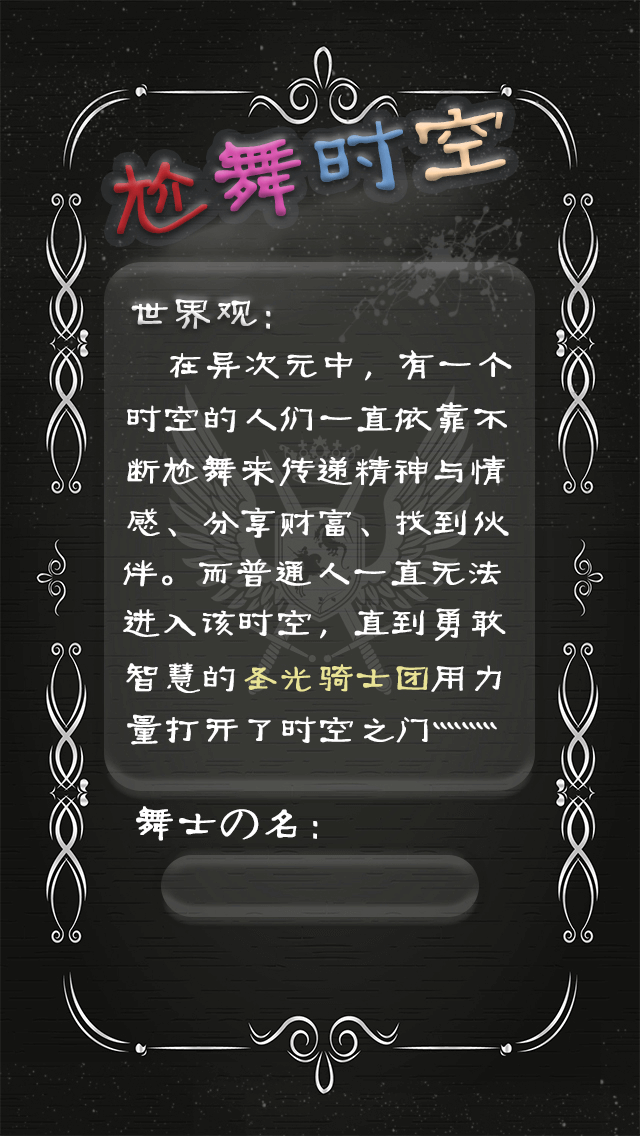 尬舞时空
世界观：
在异次元中，有一个
时空的人们一直依靠不
断尬舞来传递精神与情
感、分享财富、找到伙
伴。而普通人一直无法
进入该时空，直到勇敢
智慧的圣光骑士团用力
量打开了时空之门~~~~~~~~
舞士の名：